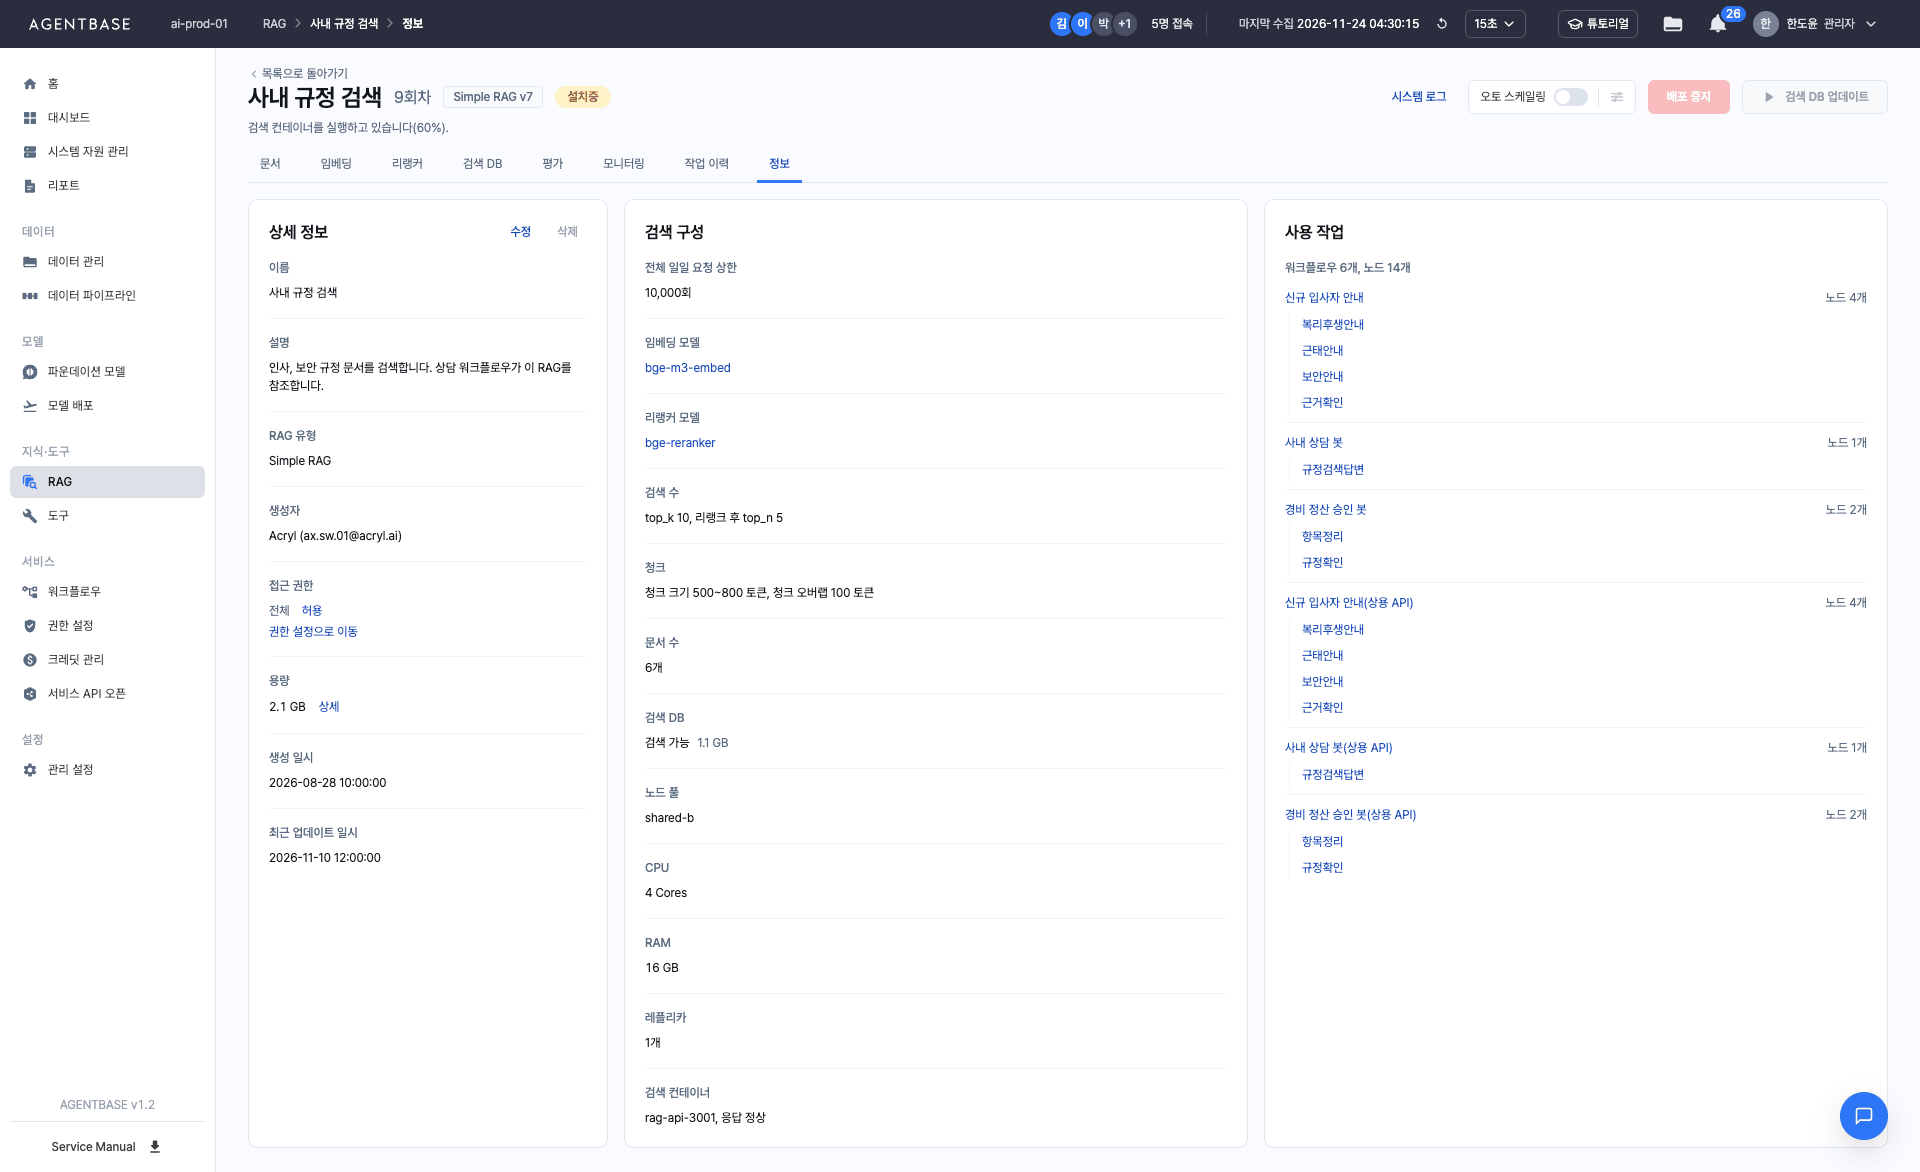 AGENTBASE
ai-prod-01
RAG > 사내 규정 검색 > 정보
김 이 박 +1 5명 접속
마지막 수집 2026-11-24 04:30:15
15초
튜토리얼
26
한 한도윤 관리자
홈
대시보드
시스템 자원 관리
리포트
데이터
데이터 관리
데이터 파이프라인
모델
파운데이션 모델
모델 배포
지식·도구
RAG
도구
서비스
워크플로우
권한 설정
크레딧 관리
서비스 API 오픈
설정
관리 설정
AGENTBASE v1.2
Service Manual
목록으로 돌아가기
사내 규정 검색 9회차 Simple RAG v7 설치중
검색 컨테이너를 실행하고 있습니다(60%).
시스템 로그
오토 스케일링
배포 중지
검색 DB 업데이트
문서 임베딩 리랭커 검색 DB 평가 모니터링 작업 이력 정보
상세 정보 수정 삭제
이름
사내 규정 검색
설명
인사, 보안 규정 문서를 검색합니다. 상담 워크플로우가 이 RAG를
참조합니다.
RAG 유형
Simple RAG
생성자
Acryl (ax.sw.01@acryl.ai)
접근 권한
전체 허용
권한 설정으로 이동
용량
2.1 GB 상세
생성 일시
2026-08-28 10:00:00
최근 업데이트 일시
2026-11-10 12:00:00
검색 구성
전체 일일 요청 상한
10,000회
임베딩 모델
bge-m3-embed
리랭커 모델
bge-reranker
검색 수
top_k 10, 리랭크 후 top_n 5
청크
청크 크기 500~800 토큰, 청크 오버랩 100 토큰
문서 수
6개
검색 DB
검색 가능 1.1 GB
노드 풀
shared-b
CPU
4 Cores
RAM
16 GB
레플리카
1개
검색 컨테이너
rag-api-3001, 응답 정상
사용 작업
워크플로우 6개, 노드 14개
신규 입사자 안내 노드 4개
복리후생안내
근태안내
보안안내
근거확인
사내 상담 봇 노드 1개
규정검색답변
경비 정산 승인 봇 노드 2개
항목정리
규정확인
신규 입사자 안내(상용 API) 노드 4개
복리후생안내
근태안내
보안안내
근거확인
사내 상담 봇(상용 API) 노드 1개
규정검색답변
경비 정산 승인 봇(상용 API) 노드 2개
항목정리
규정확인